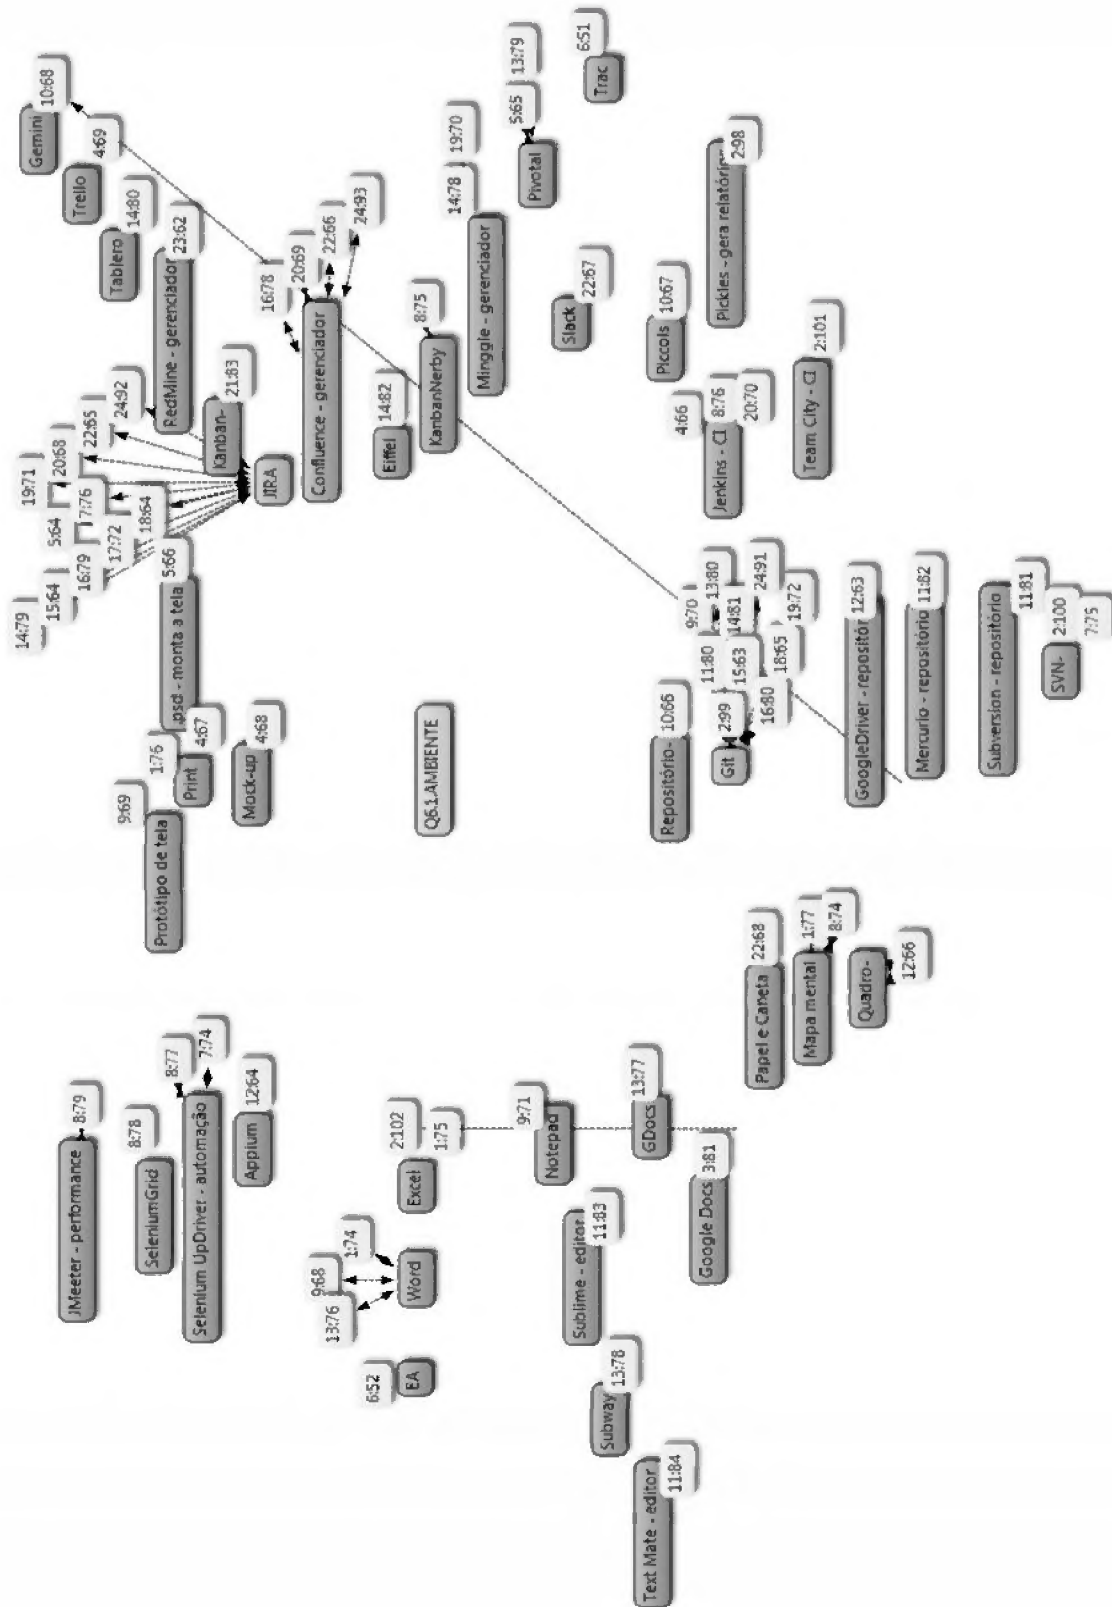 JMeeter - performance
8:79
SeleniumGrid
8:78
Selenium UpDriver - automação
8:77
7:74
Appium
12:64
Protótipo de tela
9:69
Print
1:76
4:67
.psd - monta a tela
5:66
Mock-up
4:68
14:79
15:64
16:79
17:72
18:64
5:64
7:76
19:71
20:68
22:65
24:92
JIRA
Kanban-
21:83
RedMine - gerenciador
23:62
Tablero
14:80
Trello
4:69
Gemini
10:68
Confluence - gerenciador
16:78
20:69
22:66
24:93
EA
6:52
Word
13:76
9:68
1:74
Excel
2:102
1:75
Q6.1.AMBIENTE
Eiffel
14:82
KanbanNerby
8:75
Minggle - gerenciador
14:78
19:70
Pivotal
5:65
13:79
Trac
6:51
Slack
22:67
Text Mate - editor
11:84
Subway
13:78
Sublime - editor
11:83
Notepad
9:71
GDocs
13:77
Google Docs
3:81
Papel e Caneta
22:68
Mapa mental
1:77
8:74
Quadro-
12:66
Repositório-
10:66
Git
2:99
11:80
15:63
16:80
9:70
13:80
14:81
24:91
18:65
19:72
GoogleDriver - repositór
12:63
Mercurio - repositório
11:82
Subversion - repositório
11:81
SVN-
2:100
7:75
Piccols
10:67
Jenkins - CI
4:66
8:76
20:70
Pickles - gera relatóri
2:98
Team City - CI
2:101